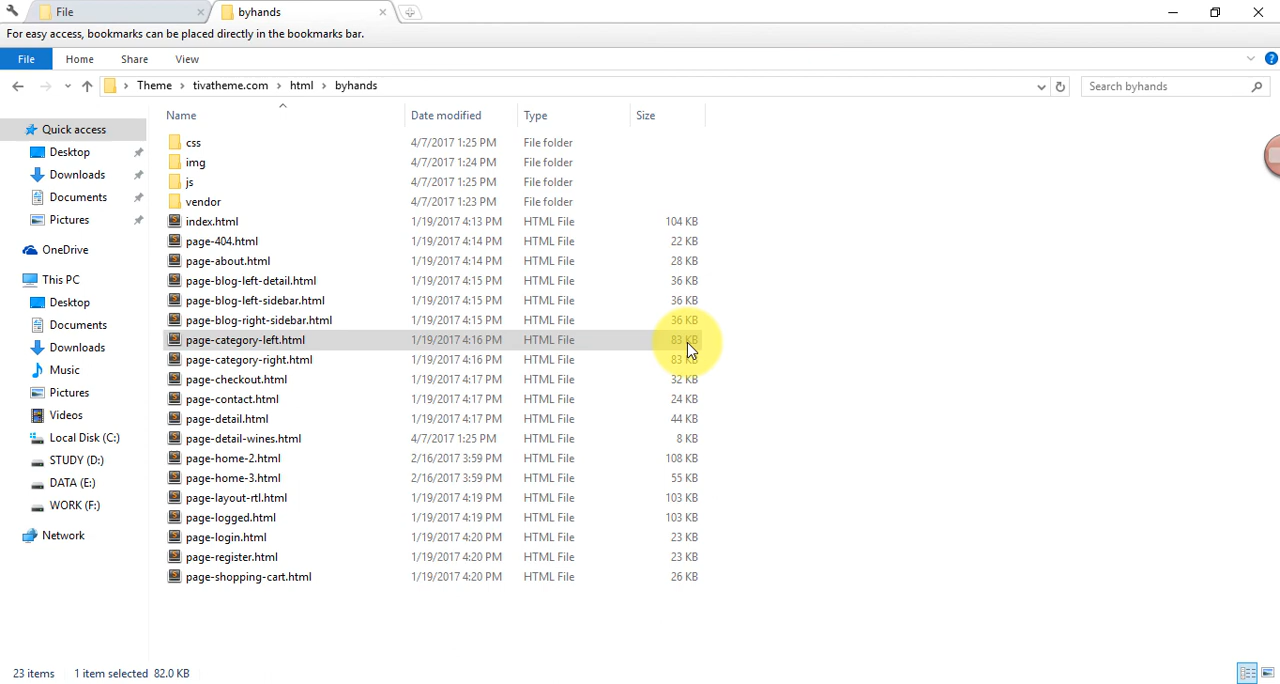 File
byhands
For easy access, bookmarks can be placed directly in the bookmarks bar.
File Home Share View
Theme tivatheme.com html byhands
Search byhands
Name Date modified Type Size
Quick access
Desktop
Downloads
Documents
Pictures
OneDrive
This PC
Desktop
Documents
Downloads
Music
Pictures
Videos
Local Disk (C:)
STUDY (D:)
DATA (E:)
WORK (F:)
Network
css 4/7/2017 1:25 PM File folder
img 4/7/2017 1:24 PM File folder
js 4/7/2017 1:25 PM File folder
vendor 4/7/2017 1:23 PM File folder
index.html 1/19/2017 4:13 PM HTML File 104 KB
page-404.html 1/19/2017 4:14 PM HTML File 22 KB
page-about.html 1/19/2017 4:14 PM HTML File 28 KB
page-blog-left-detail.html 1/19/2017 4:15 PM HTML File 36 KB
page-blog-left-sidebar.html 1/19/2017 4:15 PM HTML File 36 KB
page-blog-right-sidebar.html 1/19/2017 4:15 PM HTML File 36 KB
page-category-left.html 1/19/2017 4:16 PM HTML File 83 KB
page-category-right.html 1/19/2017 4:16 PM HTML File 83 KB
page-checkout.html 1/19/2017 4:17 PM HTML File 32 KB
page-contact.html 1/19/2017 4:17 PM HTML File 24 KB
page-detail.html 1/19/2017 4:17 PM HTML File 44 KB
page-detail-wines.html 4/7/2017 1:25 PM HTML File 8 KB
page-home-2.html 2/16/2017 3:59 PM HTML File 108 KB
page-home-3.html 2/16/2017 3:59 PM HTML File 55 KB
page-layout-rtl.html 1/19/2017 4:19 PM HTML File 103 KB
page-logged.html 1/19/2017 4:19 PM HTML File 103 KB
page-login.html 1/19/2017 4:20 PM HTML File 23 KB
page-register.html 1/19/2017 4:20 PM HTML File 23 KB
page-shopping-cart.html 1/19/2017 4:20 PM HTML File 26 KB
23 items 1 item selected 82.0 KB